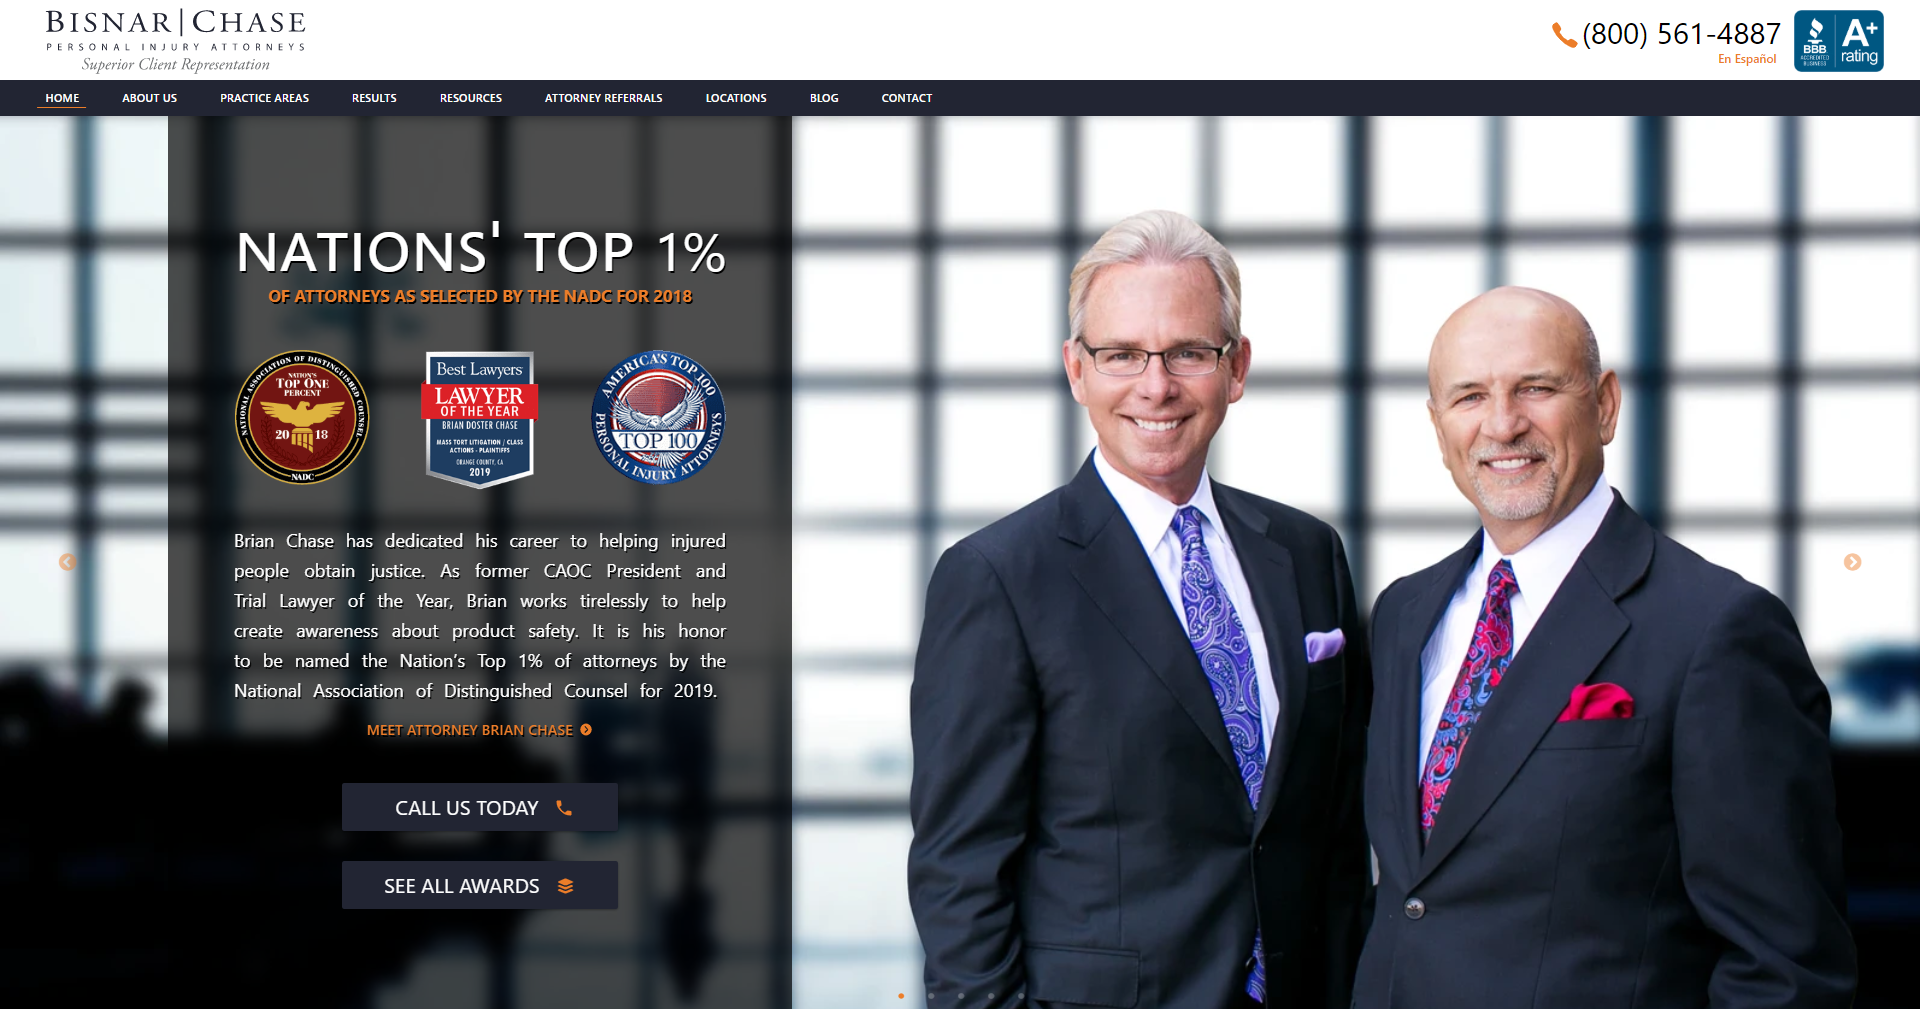 BISNAR|CHASE
PERSONAL INJURY ATTORNEYS
Superior Client Representation
(800) 561-4887
En Español
BBB
ACCREDITED
BUSINESS
A+
rating
HOME ABOUT US PRACTICE AREAS RESULTS RESOURCES ATTORNEY REFERRALS LOCATIONS BLOG CONTACT
NATIONS' TOP 1%
OF ATTORNEYS AS SELECTED BY THE NADC FOR 2018
NATIONAL ASSOCIATION OF DISTINGUISHED COUNSEL
NATION'S
TOP ONE
PERCENT
20 18
NADC
Best Lawyers
LAWYER
OF THE YEAR
BRIAN DOSTER CHASE
MASS TORT LITIGATION / CLASS
ACTIONS - PLAINTIFFS
ORANGE COUNTY, CA
2019
AMERICA'S TOP 100
TOP 100
PERSONAL INJURY ATTORNEYS
Brian Chase has dedicated his career to helping injured
people obtain justice. As former CAOC President and
Trial Lawyer of the Year, Brian works tirelessly to help
create awareness about product safety. It is his honor
to be named the Nation’s Top 1% of attorneys by the
National Association of Distinguished Counsel for 2019.
MEET ATTORNEY BRIAN CHASE
CALL US TODAY
SEE ALL AWARDS